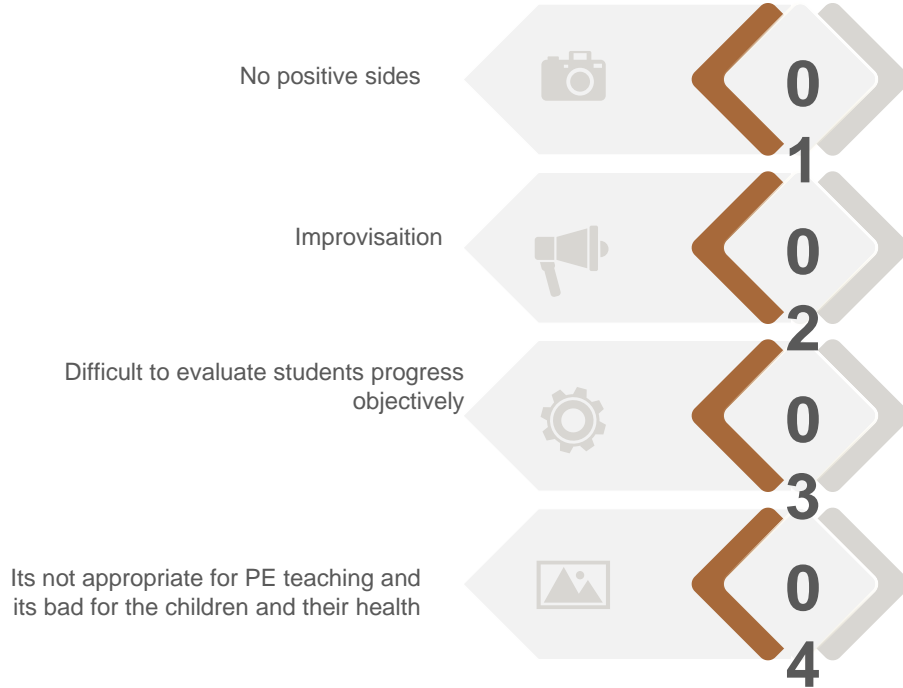 No positive sides
0
1
Improvisaition
0
2
Difficult to evaluate students progress
objectively
0
3
Its not appropriate for PE teaching and
its bad for the children and their health
0
4